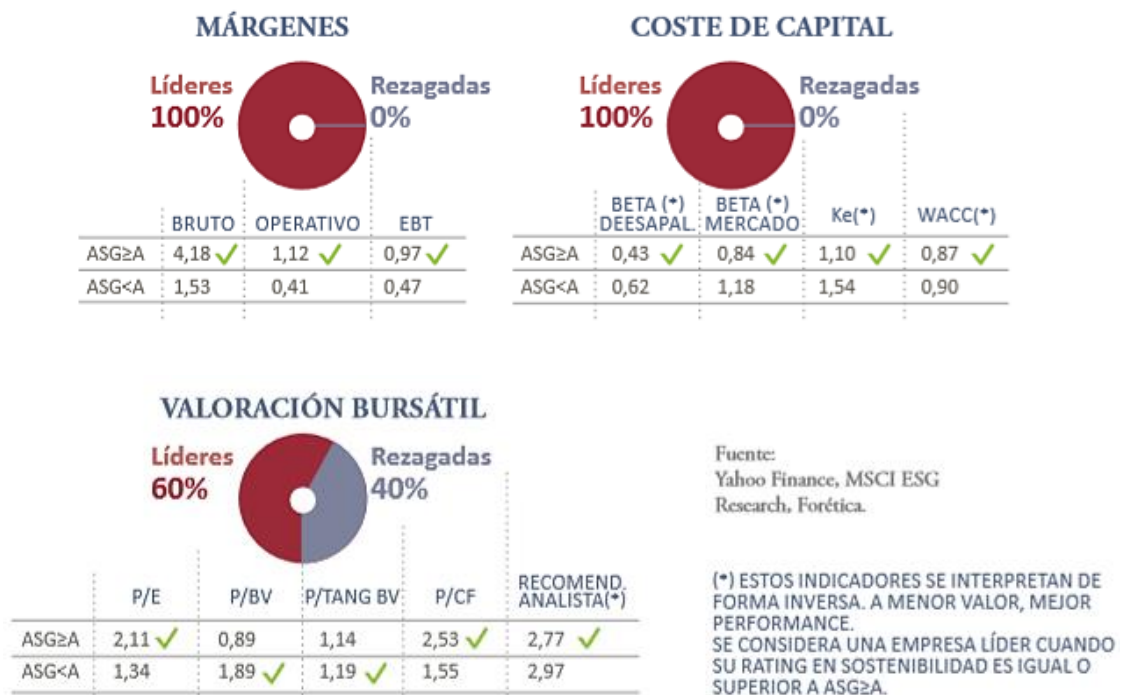 MÁRGENES
Líderes
100%
Rezagadas
0%
BRUTO OPERATIVO EBT
ASG≥A 4,18 1,12 0,97
ASG<A 1,53 0,41 0,47
COSTE DE CAPITAL
Líderes
100%
Rezagadas
0%
BETA (*) DEESAPAL. BETA (*) MERCADO Ke(*) WACC(*)
ASG≥A 0,43 0,84 1,10 0,87
ASG<A 0,62 1,18 1,54 0,90
VALORACIÓN BURSÁTIL
Líderes
60%
Rezagadas
40%
P/E P/BV P/TANG BV P/CF RECOMEND. ANALISTA(*)
ASG≥A 2,11 0,89 1,14 2,53 2,77
ASG<A 1,34 1,89 1,19 1,55 2,97
Fuente:
Yahoo Finance, MSCI ESG
Research, Forética.
(*) ESTOS INDICADORES SE INTERPRETAN DE
FORMA INVERSA. A MENOR VALOR, MEJOR
PERFORMANCE.
SE CONSIDERA UNA EMPRESA LÍDER CUANDO
SU RATING EN SOSTENIBILIDAD ES IGUAL O
SUPERIOR A ASG≥A.